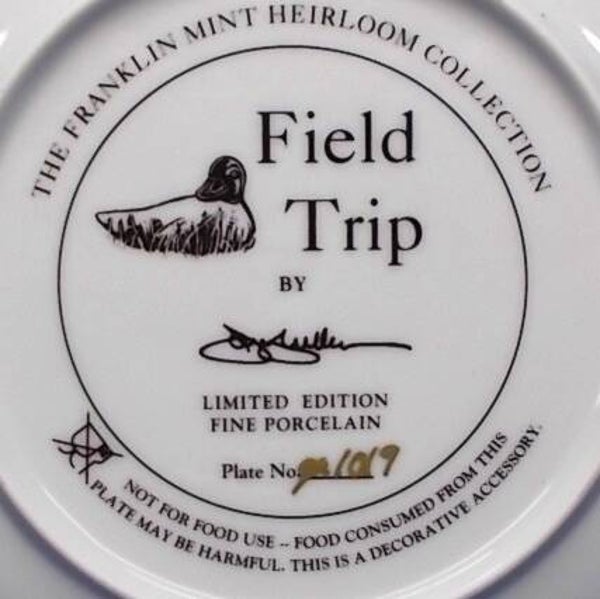 THE FRANKLIN MINT HEIRLOOM COLLECTION
Field
Trip
BY
LIMITED EDITION
FINE PORCELAIN
Plate No.
NOT FOR FOOD USE -- FOOD CONSUMED FROM THIS
PLATE MAY BE HARMFUL. THIS IS A DECORATIVE ACCESSORY.